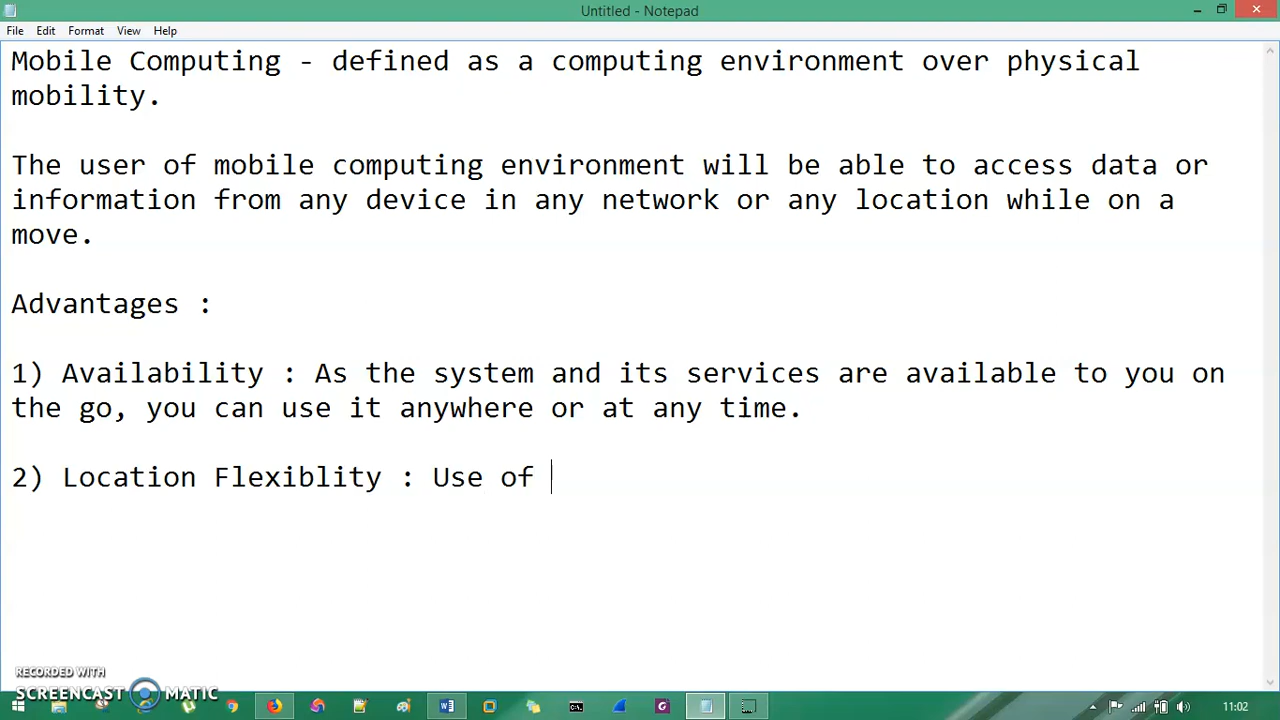 Untitled - Notepad
File Edit Format View Help
Mobile Computing - defined as a computing environment over physical
mobility.
The user of mobile computing environment will be able to access data or
information from any device in any network or any location while on a
move.
Advantages :
1) Availability : As the system and its services are available to you on
the go, you can use it anywhere or at any time.
2) Location Flexiblity : Use of
RECORDED WITH
SCREENCAST MATIC
11:02